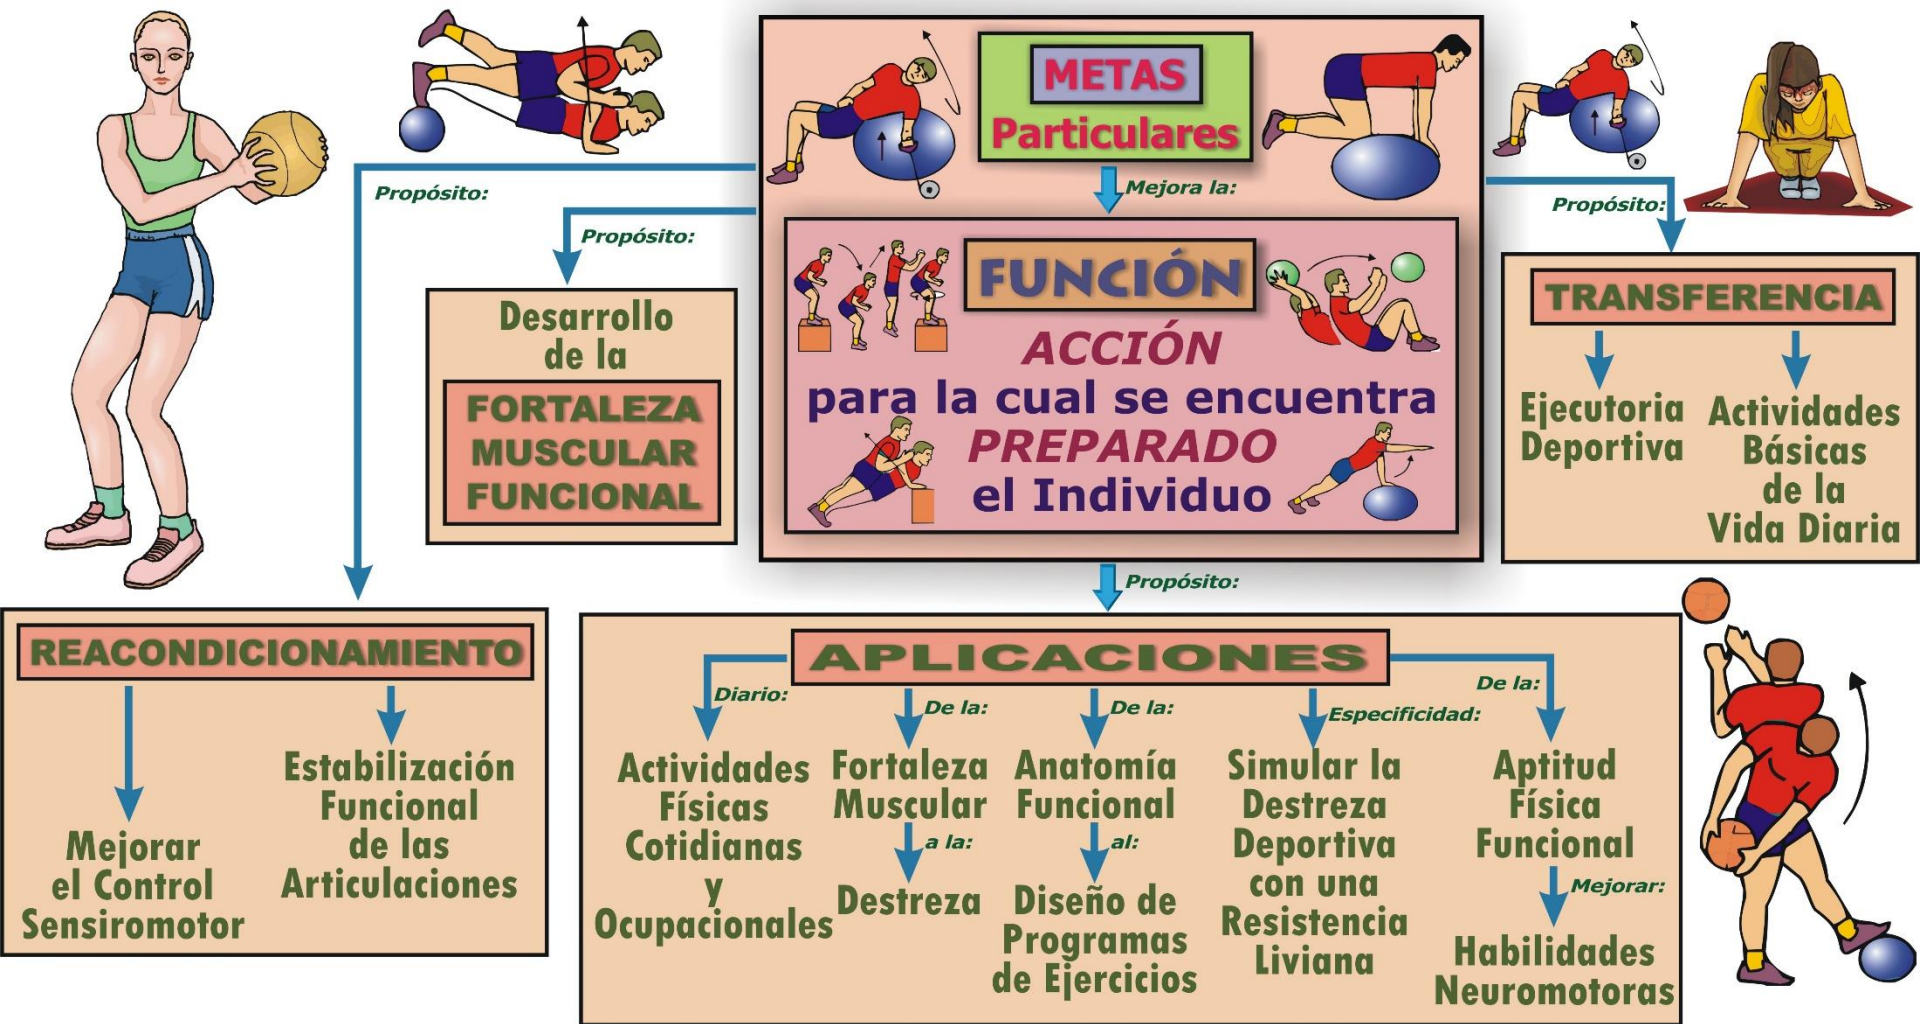 METAS
Particulares
Mejora la:
FUNCIÓN
ACCIÓN
para la cual se encuentra
PREPARADO
el Individuo
Propósito:
REACONDICIONAMIENTO
Mejorar
el Control
Sensiromotor
Estabilización
Funcional
de las
Articulaciones
Propósito:
Desarrollo
de la
FORTALEZA
MUSCULAR
FUNCIONAL
Propósito:
TRANSFERENCIA
Ejecutoria
Deportiva
Actividades
Básicas
de la
Vida Diaria
Propósito:
APLICACIONES
Diario:
Actividades
Físicas
Cotidianas
y
Ocupacionales
De la:
Fortaleza
Muscular
a la:
Destreza
De la:
Anatomía
Funcional
al:
Diseño de
Programas
de Ejercicios
Especificidad:
Simular la
Destreza
Deportiva
con una
Resistencia
Liviana
De la:
Aptitud
Física
Funcional
Mejorar:
Habilidades
Neuromotoras